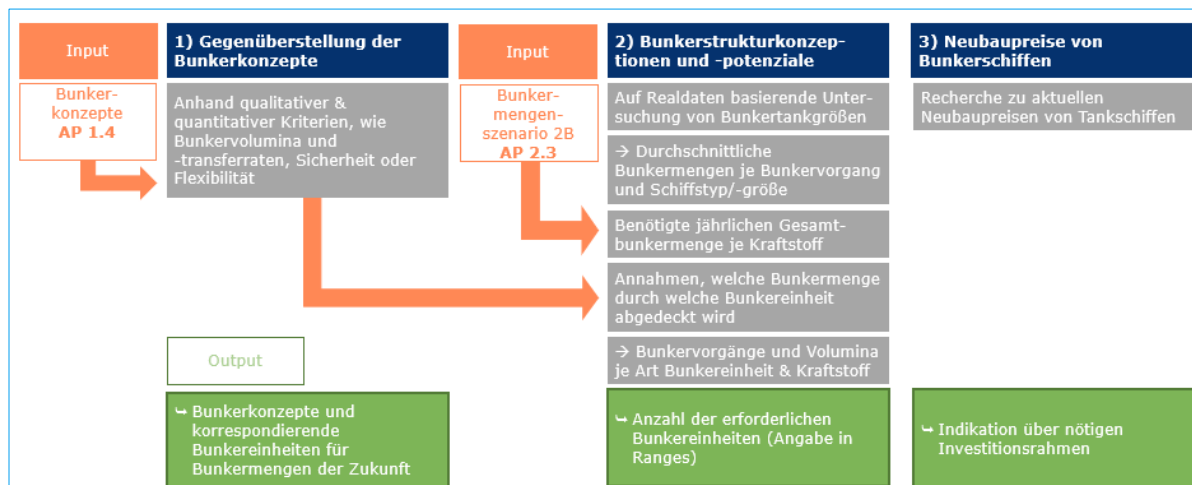 Input
1) Gegenüberstellung der
Bunkerkonzepte
Bunker-
konzepte
AP 1.4
Anhand qualitativer &
quantitativer Kriterien, wie
Bunkervolumina und
-transferraten, Sicherheit oder
Flexibilität
Output
↪ Bunkerkonzepte und
korrespondierende
Bunkereinheiten für
Bunkermengen der Zukunft
Input
2) Bunkerstrukturkonzep-
tionen und -potenziale
Bunker-
mengen-
szenario 2B
AP 2.3
Auf Realdaten basierende Unter-
suchung von Bunkertankgrößen
→ Durchschnittliche
Bunkermengen je Bunkervorgang
und Schiffstyp/-größe
Benötigte jährlichen Gesamt-
bunkermenge je Kraftstoff
Annahmen, welche Bunkermenge
durch welche Bunkereinheit
abgedeckt wird
→ Bunkervorgänge und Volumina
je Art Bunkereinheit & Kraftstoff
↪ Anzahl der erforderlichen
Bunkereinheiten (Angabe in
Ranges)
3) Neubaupreise von
Bunkerschiffen
Recherche zu aktuellen
Neubaupreisen von Tankschiffen
↪ Indikation über nötigen
Investitionsrahmen